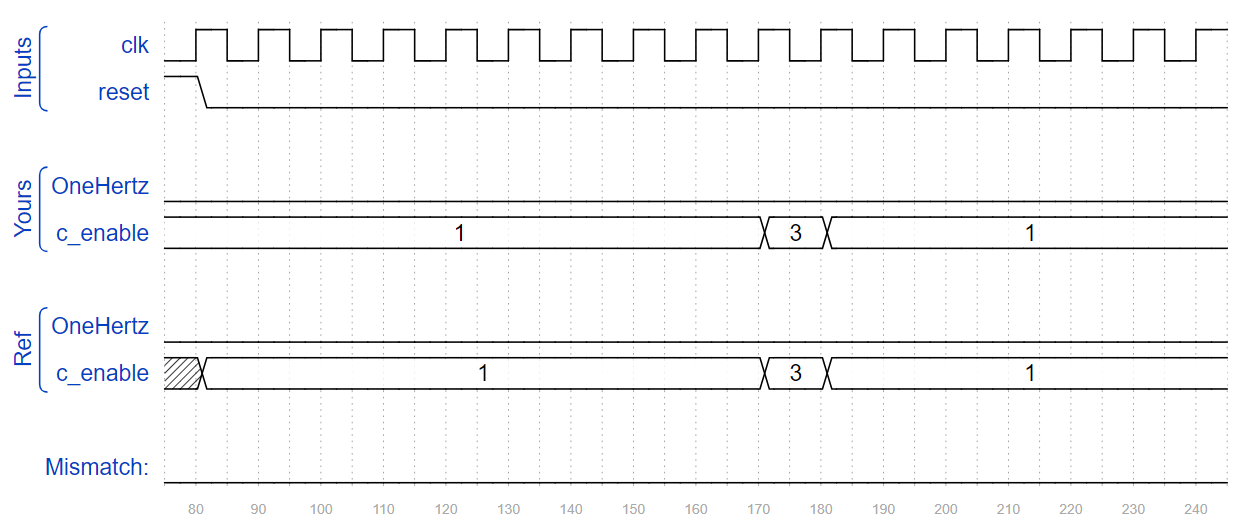 Inputs
clk
reset
Yours
OneHertz
c_enable 1 3 1
Ref
OneHertz
c_enable 1 3 1
Mismatch:
80 90 100 110 120 130 140 150 160 170 180 190 200 210 220 230 240